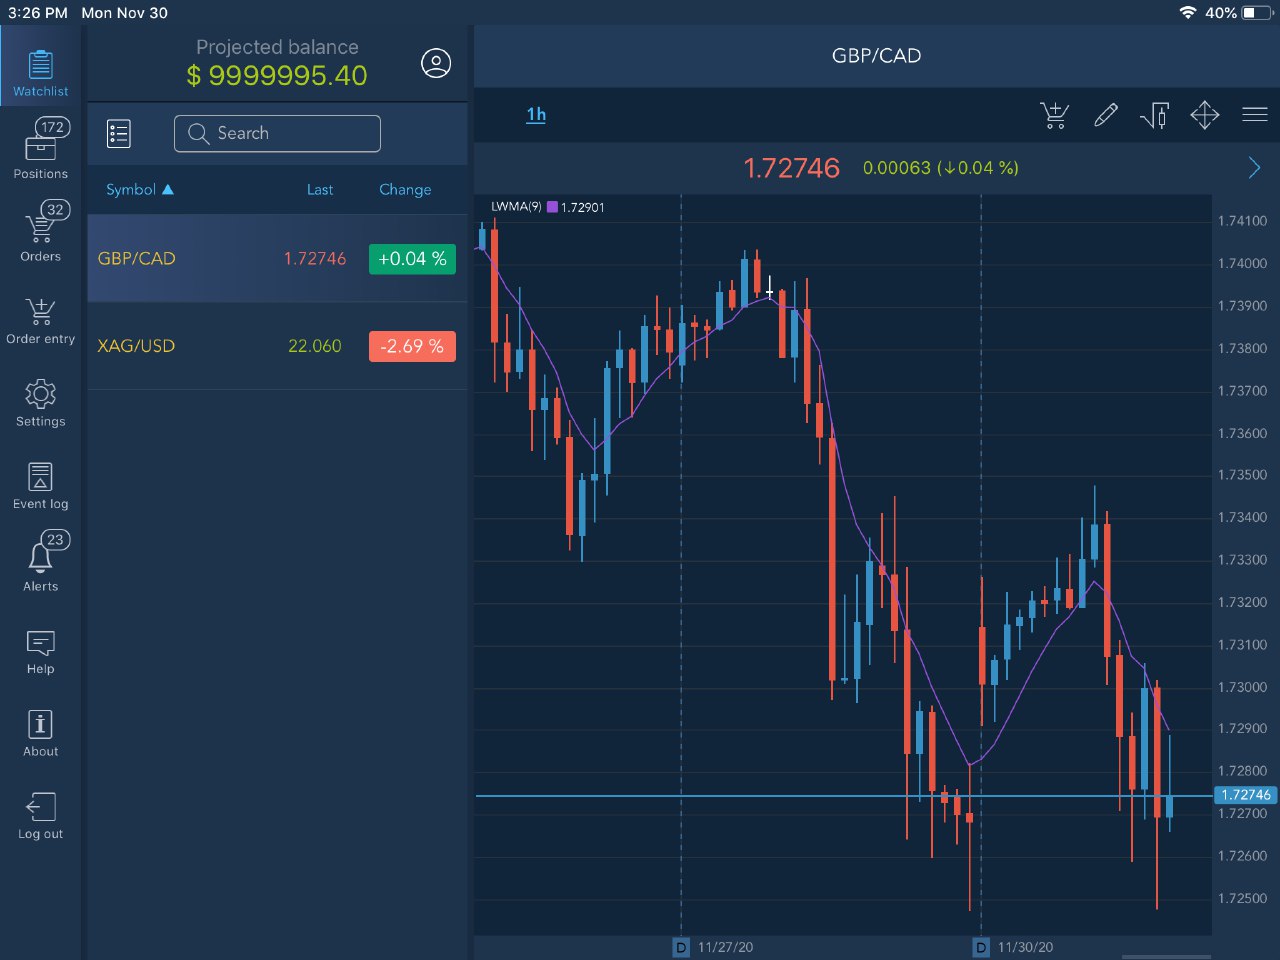 3:26 PM Mon Nov 30
40%
Watchlist
172
Positions
32
Orders
Order entry
Settings
Event log
23
Alerts
Help
About
Log out
Projected balance
$ 9999995.40
Search
Symbol ▲ Last Change
GBP/CAD 1.72746 +0.04 %
XAG/USD 22.060 -2.69 %
GBP/CAD
1h
1.72746 0.00063 (↓0.04 %)
LWMA(9) 1.72901
1.74100
1.74000
1.73900
1.73800
1.73700
1.73600
1.73500
1.73400
1.73300
1.73200
1.73100
1.73000
1.72900
1.72800
1.72746
1.72700
1.72600
1.72500
D 11/27/20 D 11/30/20